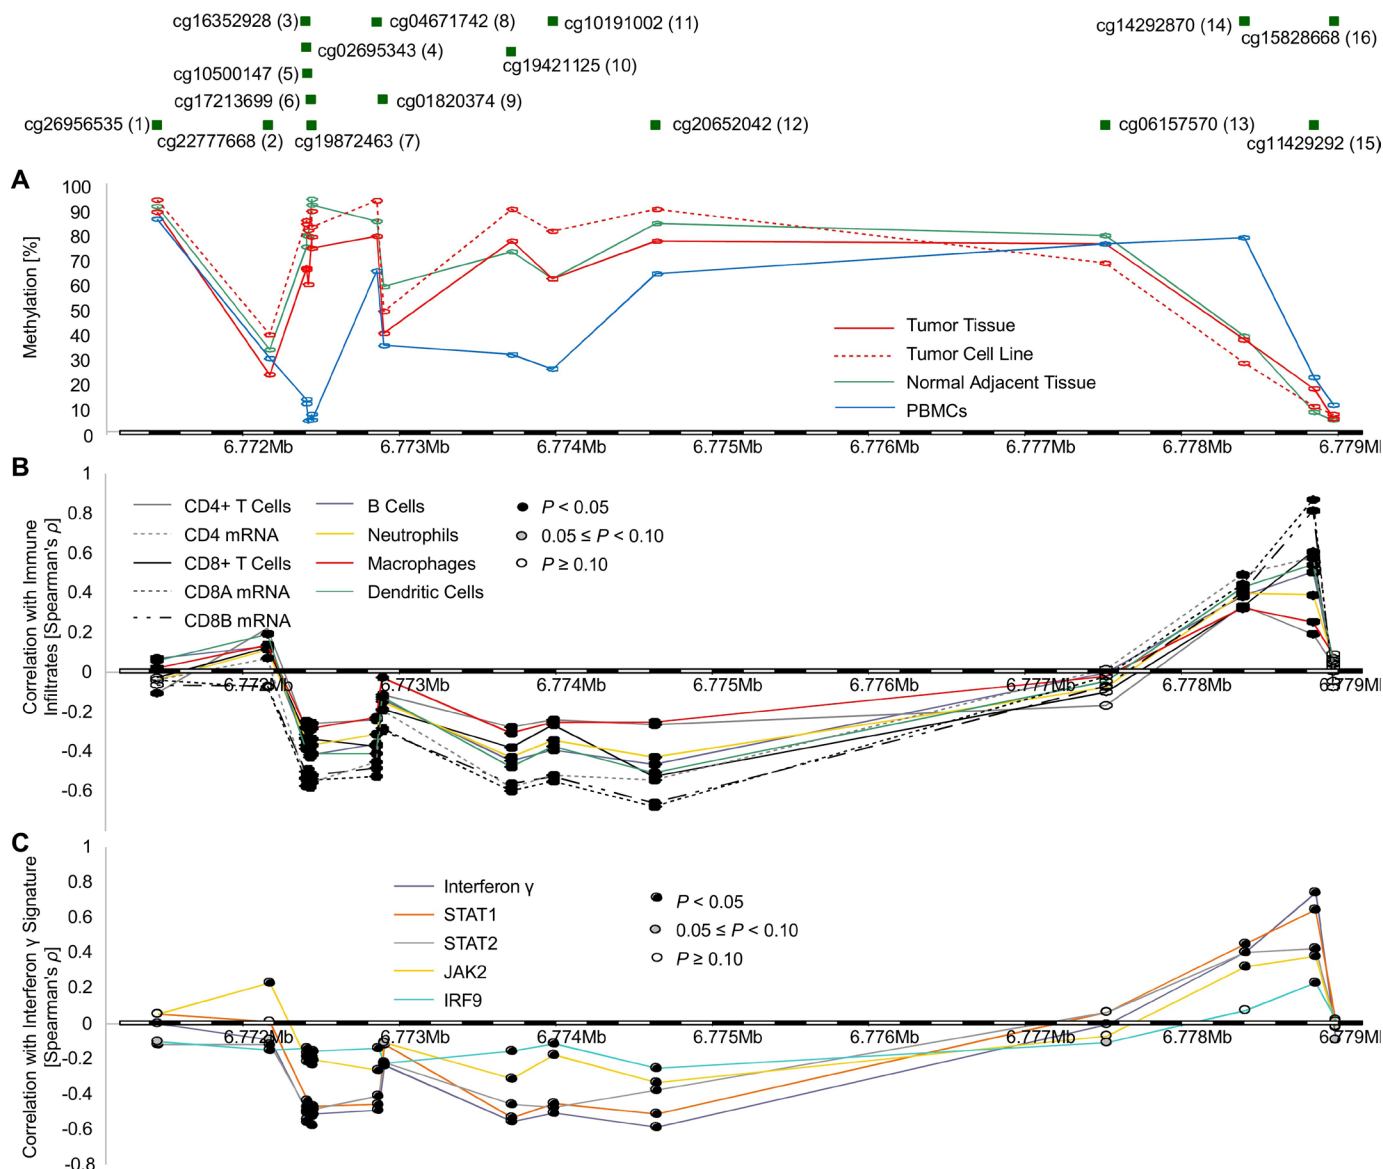 cg16352928 (3) cg04671742 (8) cg10191002 (11) cg14292870 (14) cg15828668 (16)
cg02695343 (4) cg19421125 (10)
cg10500147 (5)
cg17213699 (6) cg01820374 (9)
cg26956535 (1) cg22777668 (2) cg19872463 (7) cg20652042 (12) cg06157570 (13) cg11429292 (15)
A
Methylation [%]
100
90
80
70
60
50
40
30
20
10
0
Tumor Tissue
Tumor Cell Line
Normal Adjacent Tissue
PBMCs
6.772Mb 6.773Mb 6.774Mb 6.775Mb 6.776Mb 6.777Mb 6.778Mb 6.779M
B
Correlation with Immune
Infiltrates [Spearman's ρ]
1
0.8
0.6
0.4
0.2
0
-0.2
-0.4
-0.6
CD4+ T Cells B Cells P < 0.05
CD4 mRNA Neutrophils 0.05 ≤ P < 0.10
CD8+ T Cells Macrophages P ≥ 0.10
CD8A mRNA Dendritic Cells
CD8B mRNA
6.772Mb 6.773Mb 6.774Mb 6.775Mb 6.776Mb 6.777Mb 6.778Mb 6.779M
C
Correlation with Interferon γ Signature
[Spearman's ρ]
1
0.8
0.6
0.4
0.2
0
-0.2
-0.4
-0.6
-0.8
Interferon γ P < 0.05
STAT1 0.05 ≤ P < 0.10
STAT2 P ≥ 0.10
JAK2
IRF9
6.772Mb 6.773Mb 6.774Mb 6.775Mb 6.776Mb 6.777Mb 6.778Mb 6.779M